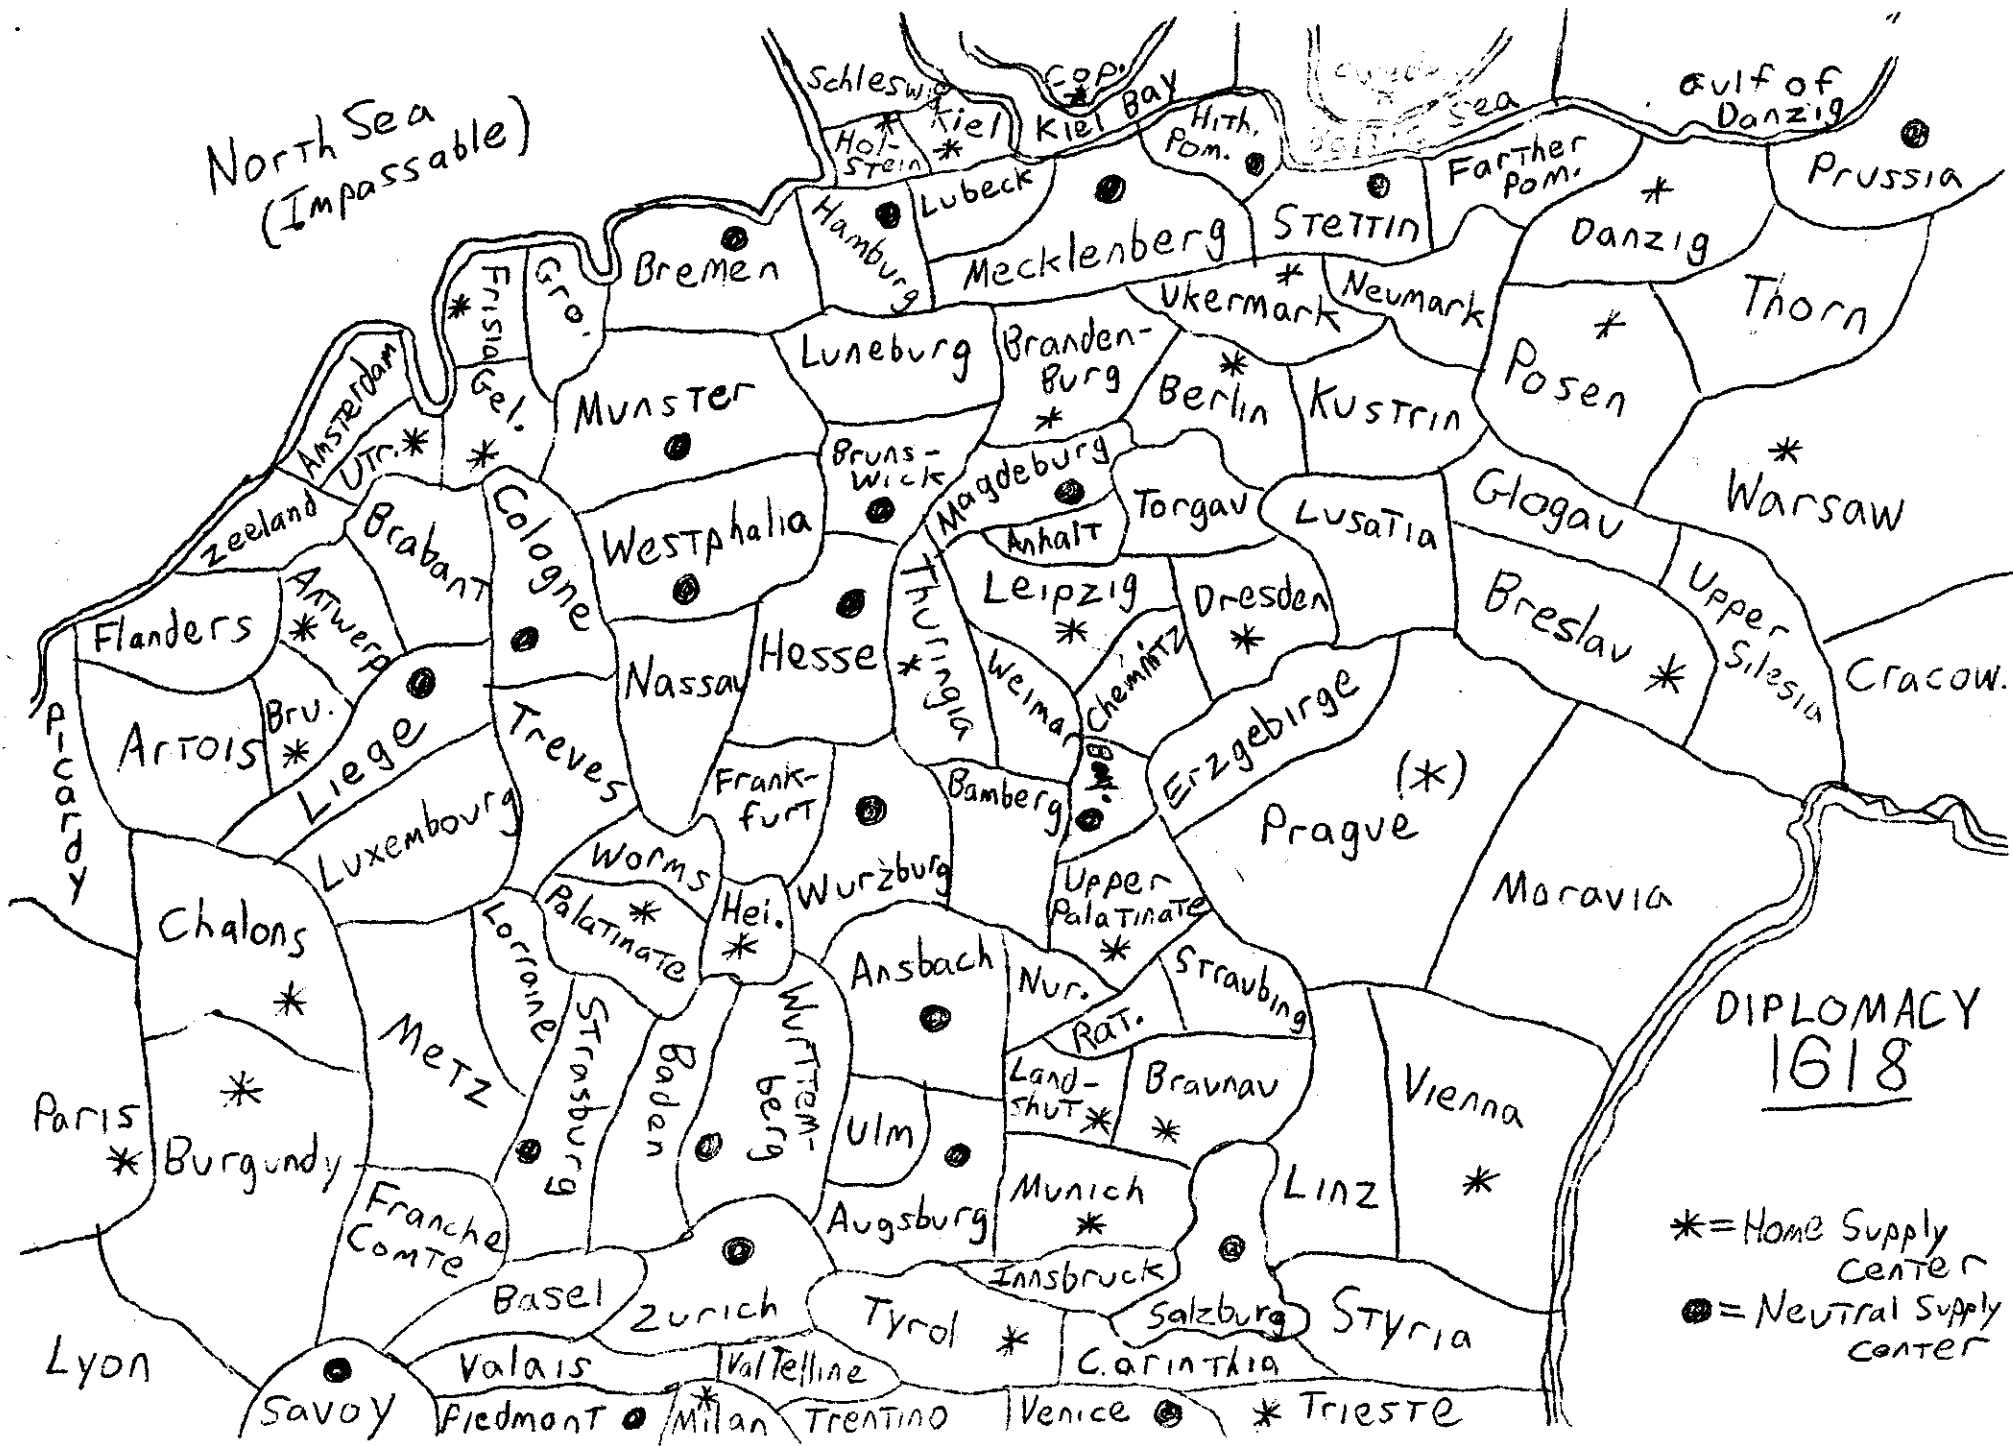 North Sea
(Impassable)
Schleswig
Cop.
Kiel Bay
Sea
Gulf of
Danzig
Hol-
stein
Kiel
Hith.
Pom.
Farther
Pom.
Prussia
Lubeck
Hamburg
Bremen
Mecklenberg
Stettin
Danzig
Frisia
Gro.
Ukermark
Neumark
Thorn
Luneburg
Branden-
Burg
Posen
Amsterdam
Gel.
Munster
Berlin
Kustrin
Utr.
Bruns-
wick
Magdeburg
Warsaw
Zeeland
Brabant
Cologne
Westphalia
Anhalt
Torgau
Lusatia
Glogau
Flanders
Antwerp
Thuringia
Leipzig
Dresden
Breslau
Upper
Silesia
Hesse
Nassau
Weimar
Chemnitz
Cracow.
Picardy
Artois
Bru.
Liege
Treves
Erzgebirge
Frank-
furt
Bamberg
Bay.
(*)
Prague
Luxembourg
Worms
Wurzburg
Upper
Palatinate
Moravia
Chalons
Lorraine
Palatinate
Hei.
Ansbach
Nur.
Straubing
Metz
Strasburg
Baden
Wurttem-
berg
Rat.
DIPLOMACY
1618
Land-
shut
Braunau
Vienna
Paris
Burgundy
Ulm
Franche
Comte
Augsburg
Munich
Linz
* = Home Supply
Center
Basel
Zurich
Innsbruck
Salzburg
Tyrol
Styria
= Neutral Supply
Center
Lyon
Valais
Valtelline
Carinthia
Savoy
Piedmont
Milan
Trentino
Venice
Trieste